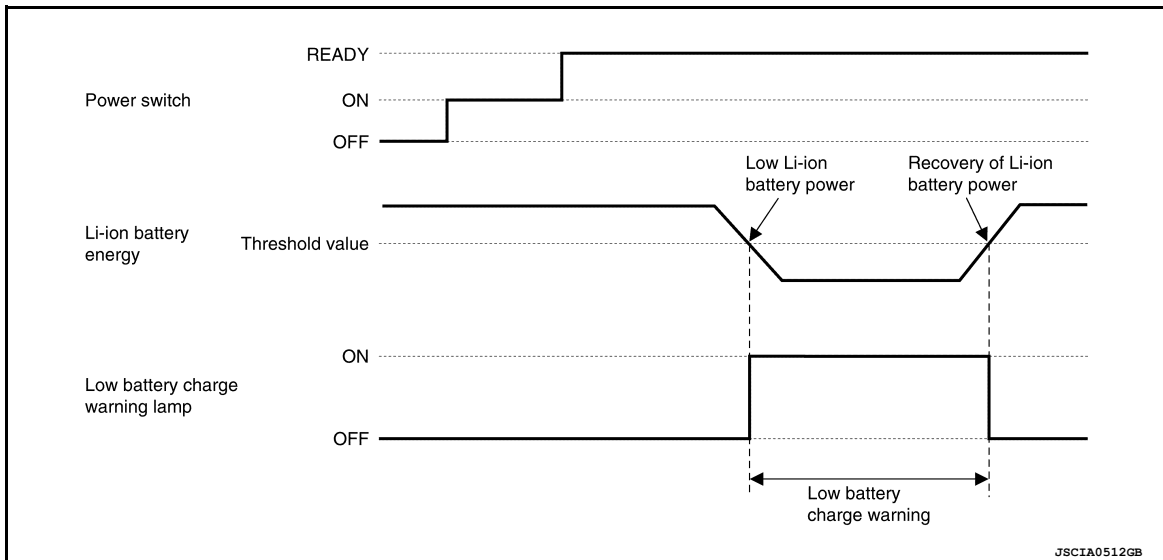 READY
Power switch
ON
OFF
Low Li-ion
battery power
Recovery of Li-ion
battery power
Li-ion battery
energy
Threshold value
ON
Low battery charge
warning lamp
OFF
Low battery
charge warning
JSCIA0512GB